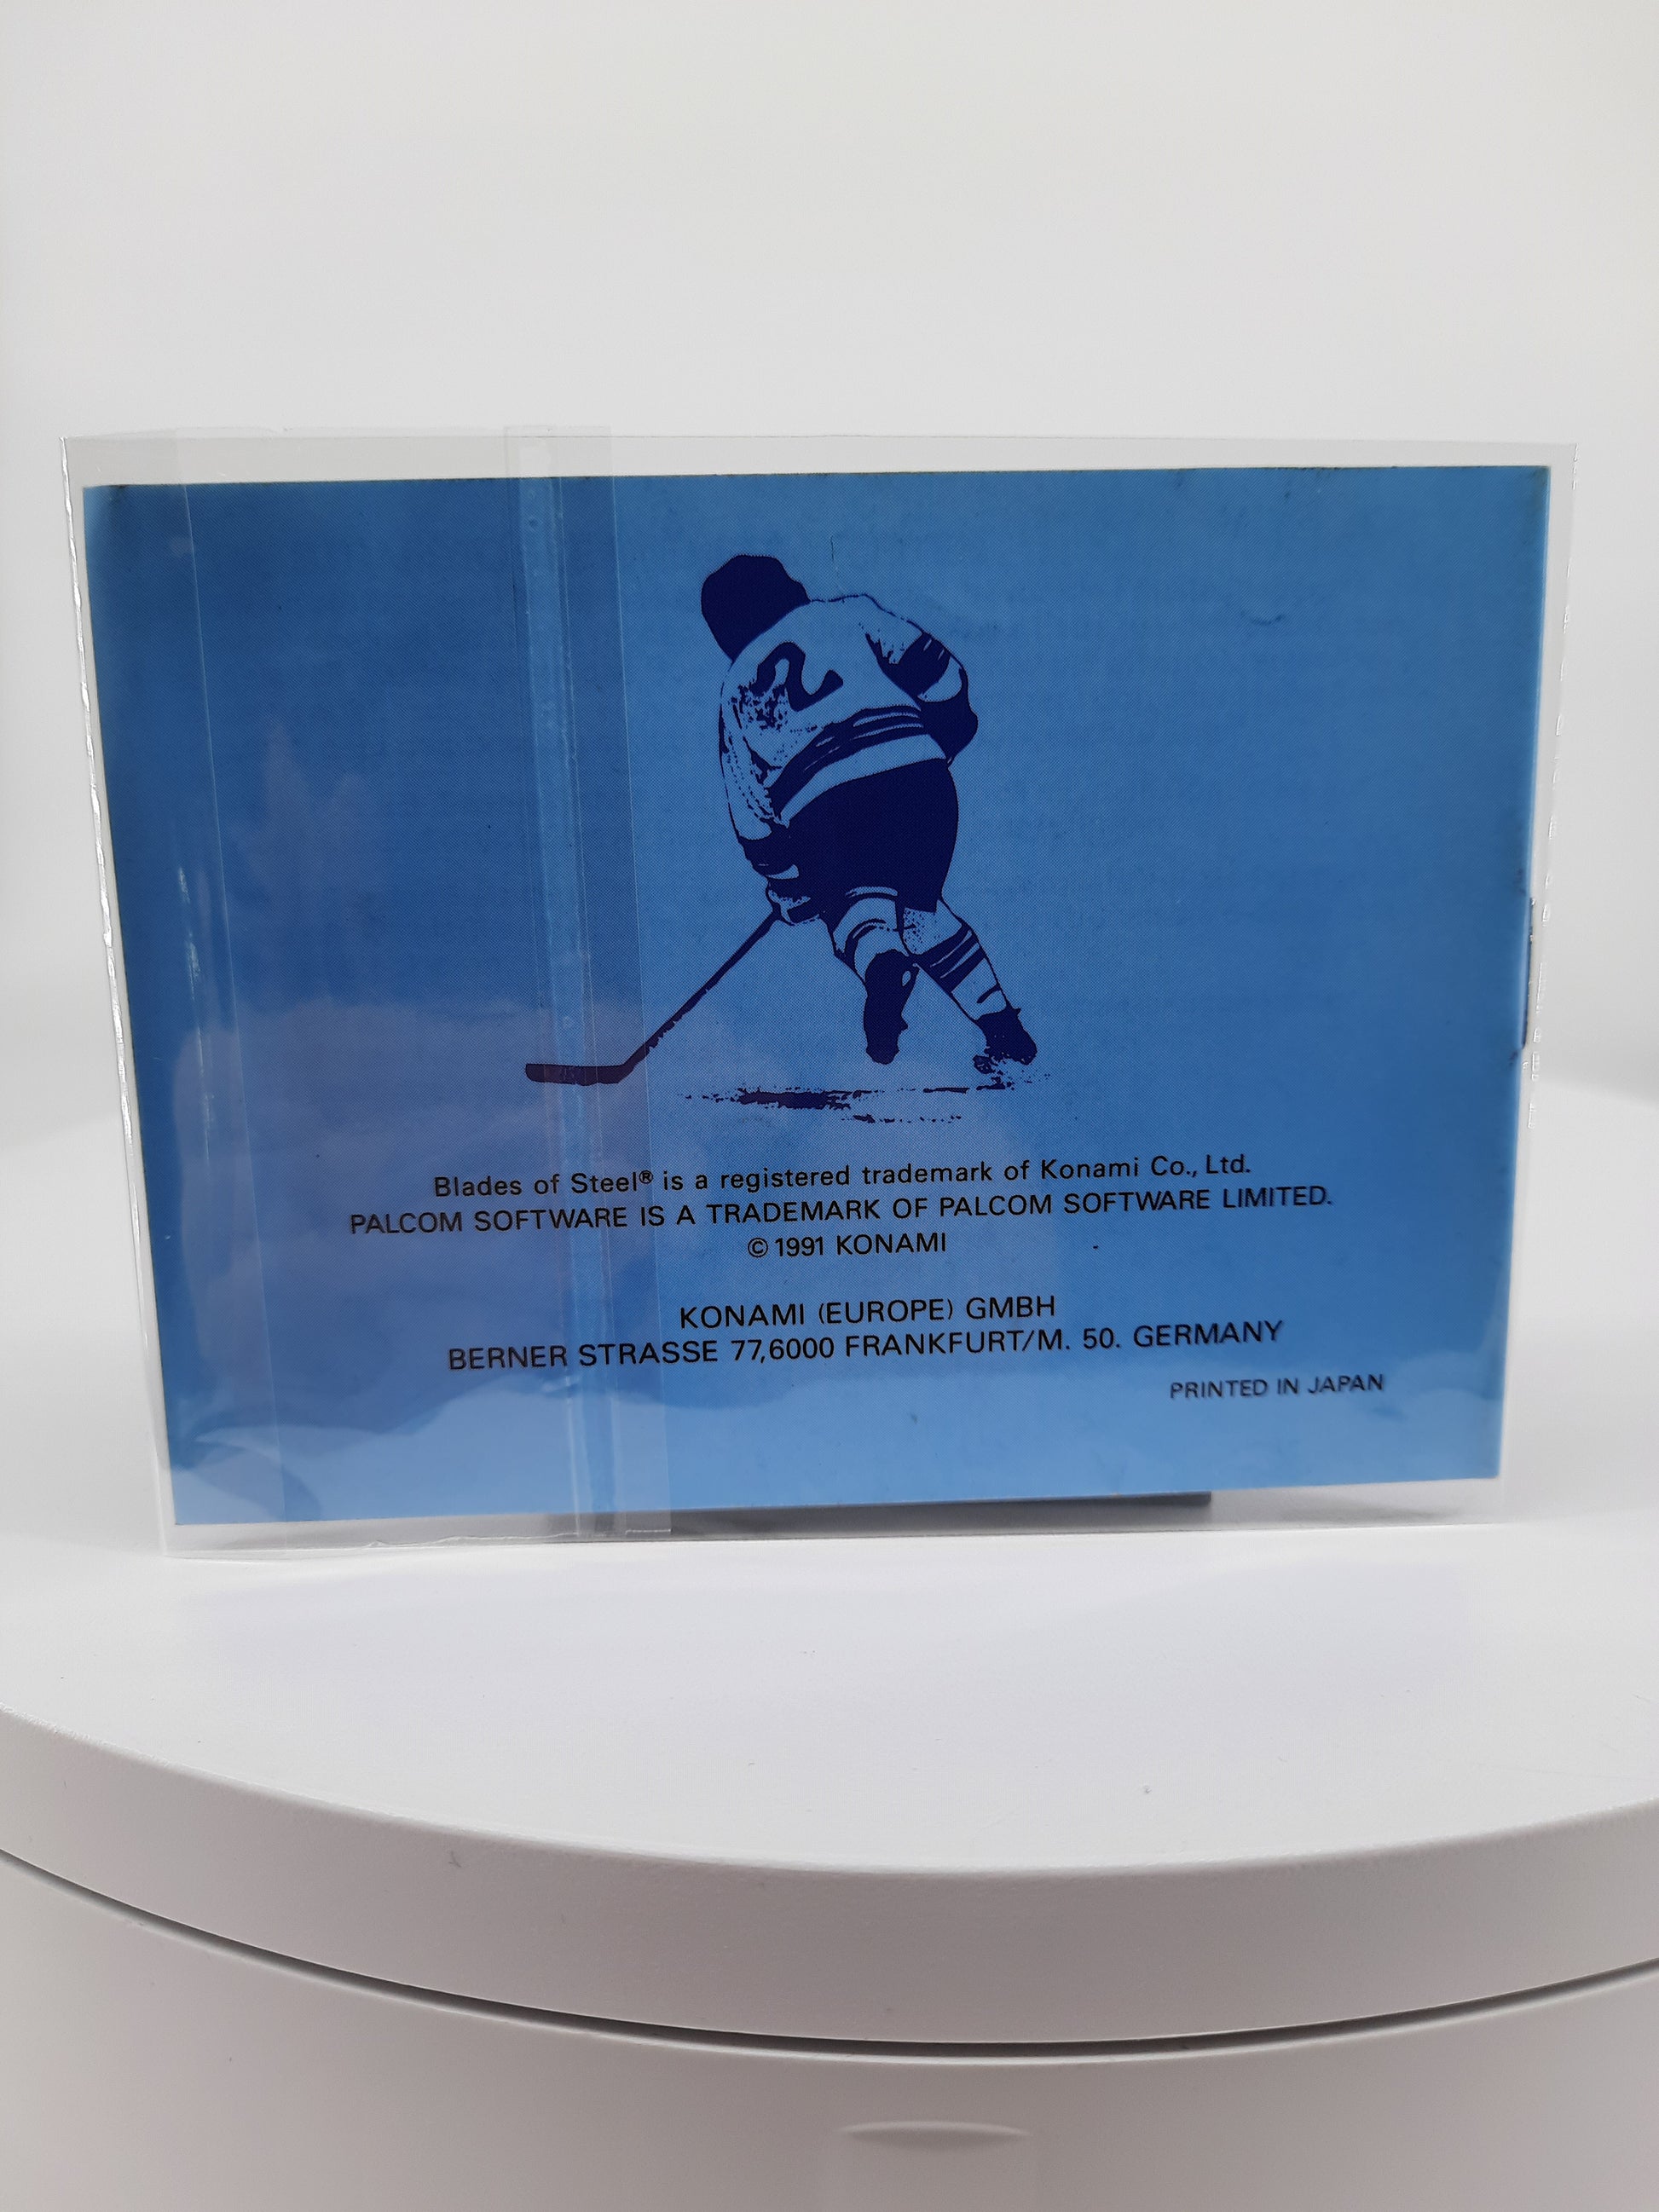 2
Blades of Steel® is a registered trademark of Konami Co., Ltd.
PALCOM SOFTWARE IS A TRADEMARK OF PALCOM SOFTWARE LIMITED.
© 1991 KONAMI
KONAMI (EUROPE) GMBH
BERNER STRASSE 77,6000 FRANKFURT/M. 50. GERMANY
PRINTED IN JAPAN